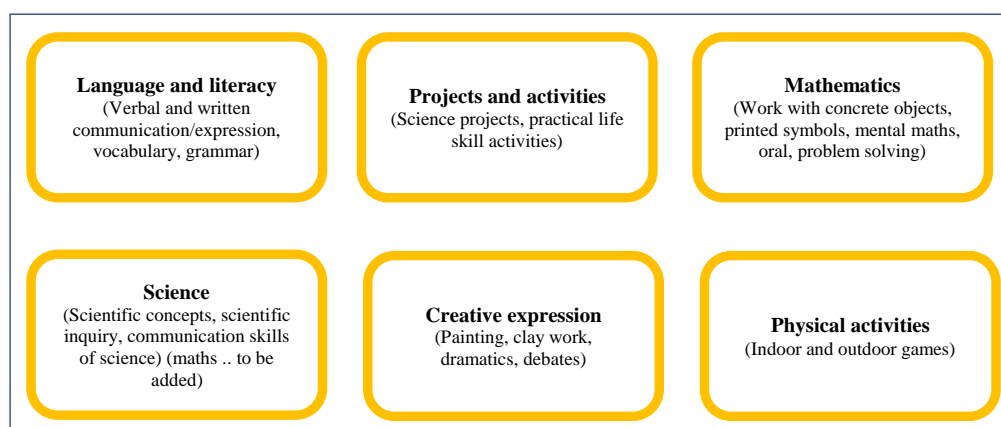 Language and literacy
(Verbal and written
communication/expression,
vocabulary, grammar)
Projects and activities
(Science projects, practical life
skill activities)
Mathematics
(Work with concrete objects,
printed symbols, mental maths,
oral, problem solving)
Science
(Scientific concepts, scientific
inquiry, communication skills
of science) (maths .. to be
added)
Creative expression
(Painting, clay work,
dramatics, debates)
Physical activities
(Indoor and outdoor games)